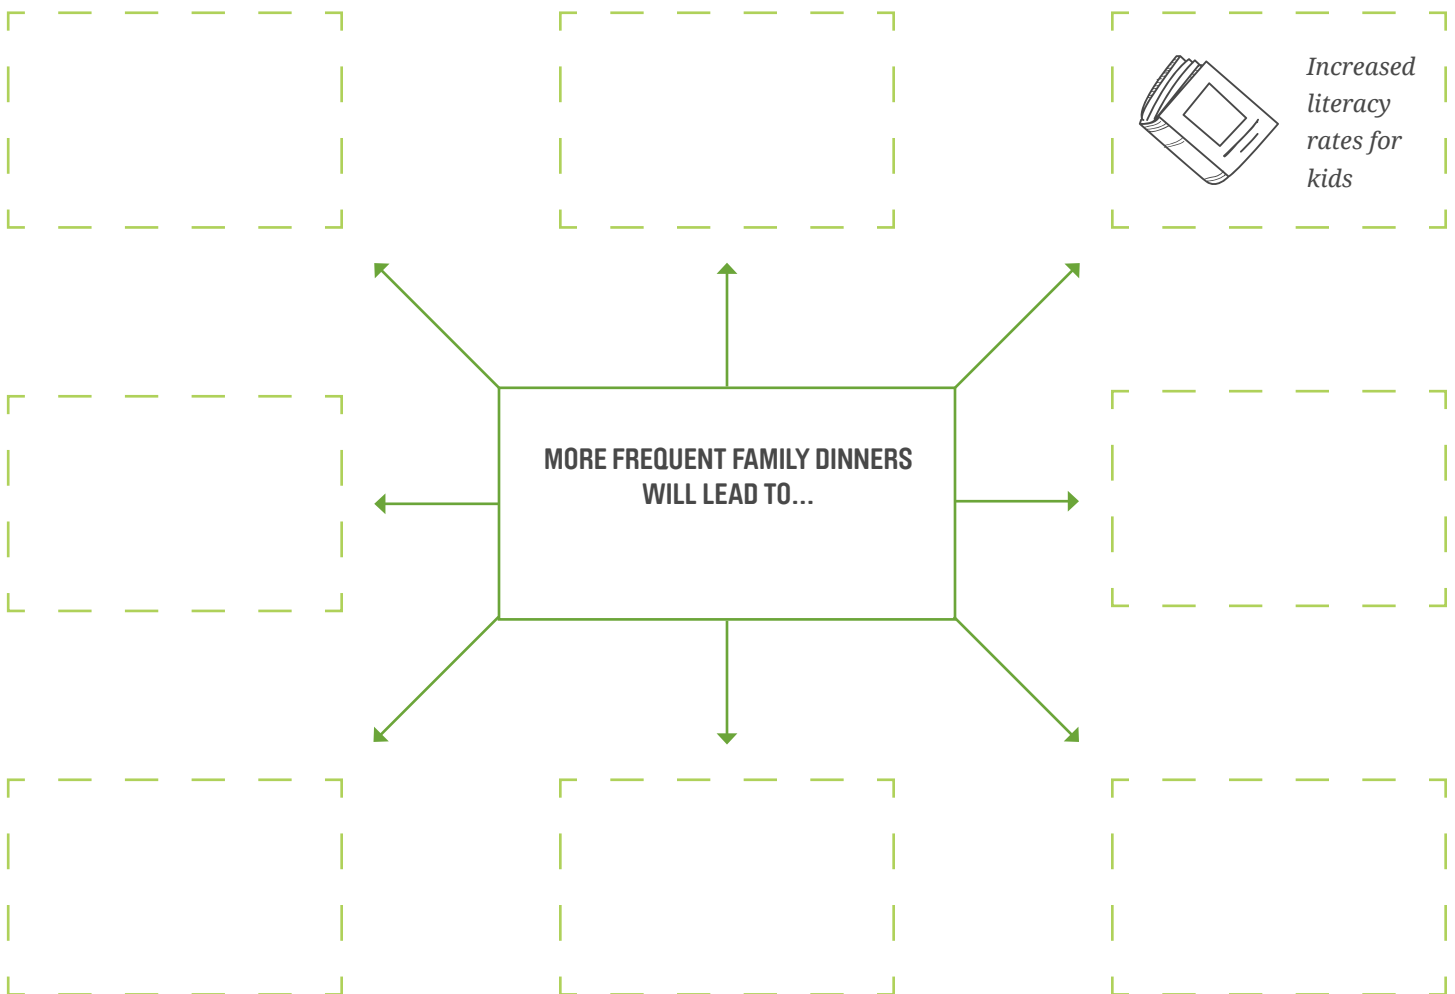 Increased
literacy
rates for
kids
MORE FREQUENT FAMILY DINNERS
WILL LEAD TO...